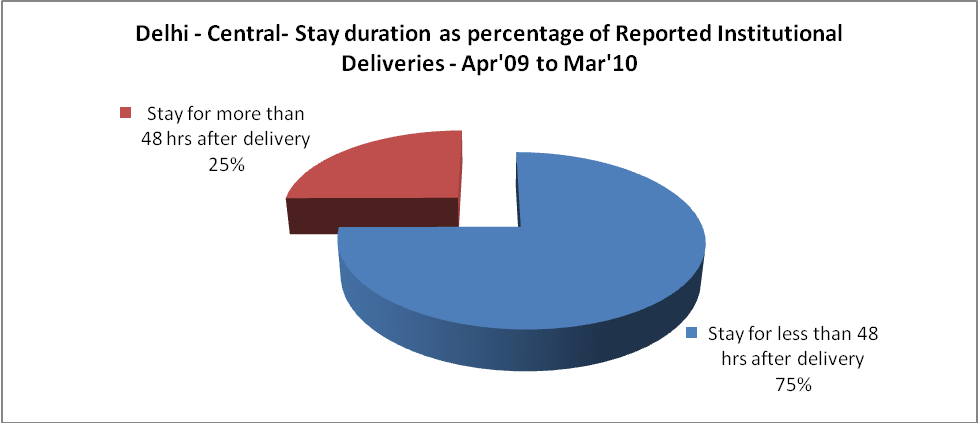 Delhi - Central- Stay duration as percentage of Reported Institutional
Deliveries - Apr'09 to Mar'10
Stay for more than
48 hrs after delivery
25%
Stay for less than 48
hrs after delivery
75%